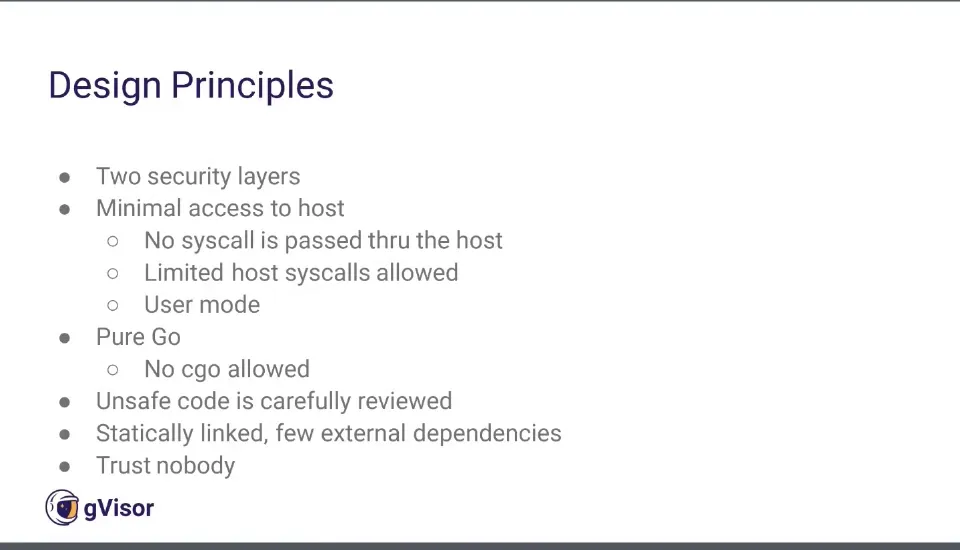 Design Principles
● Two security layers
● Minimal access to host
○ No syscall is passed thru the host
○ Limited host syscalls allowed
○ User mode
● Pure Go
○ No cgo allowed
● Unsafe code is carefully reviewed
● Statically linked, few external dependencies
● Trust nobody
gVisor